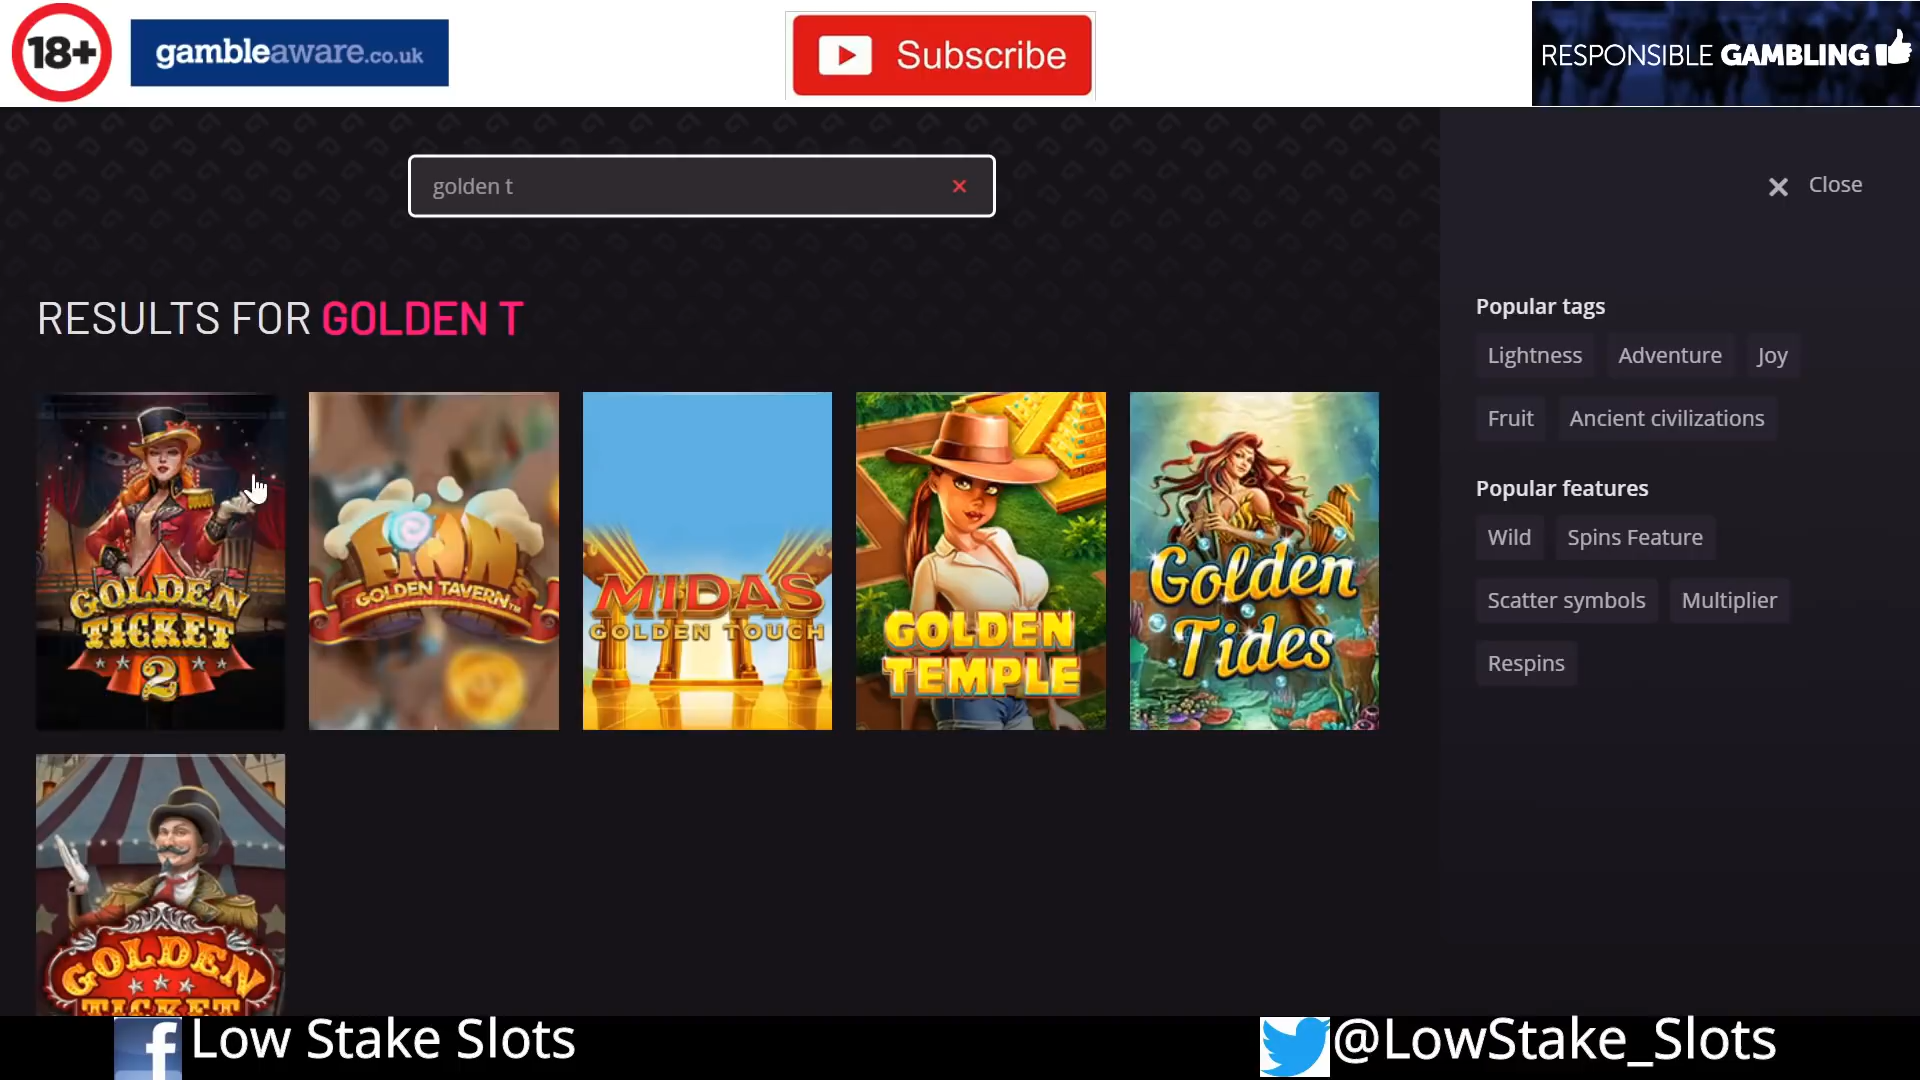 18+
gambleaware.co.uk
Subscribe
RESPONSIBLE GAMBLING
golden t
Close
RESULTS FOR GOLDEN T
Popular tags
Lightness Adventure Joy
Fruit Ancient civilizations
Popular features
Wild Spins Feature
Scatter symbols Multiplier
Respins
GOLDEN
TICKET
2
FINN'S
GOLDEN TAVERN™
MIDAS
GOLDEN TOUCH
GOLDEN
TEMPLE
Golden
Tides
GOLDEN
TICKET
f Low Stake Slots
@LowStake_Slots